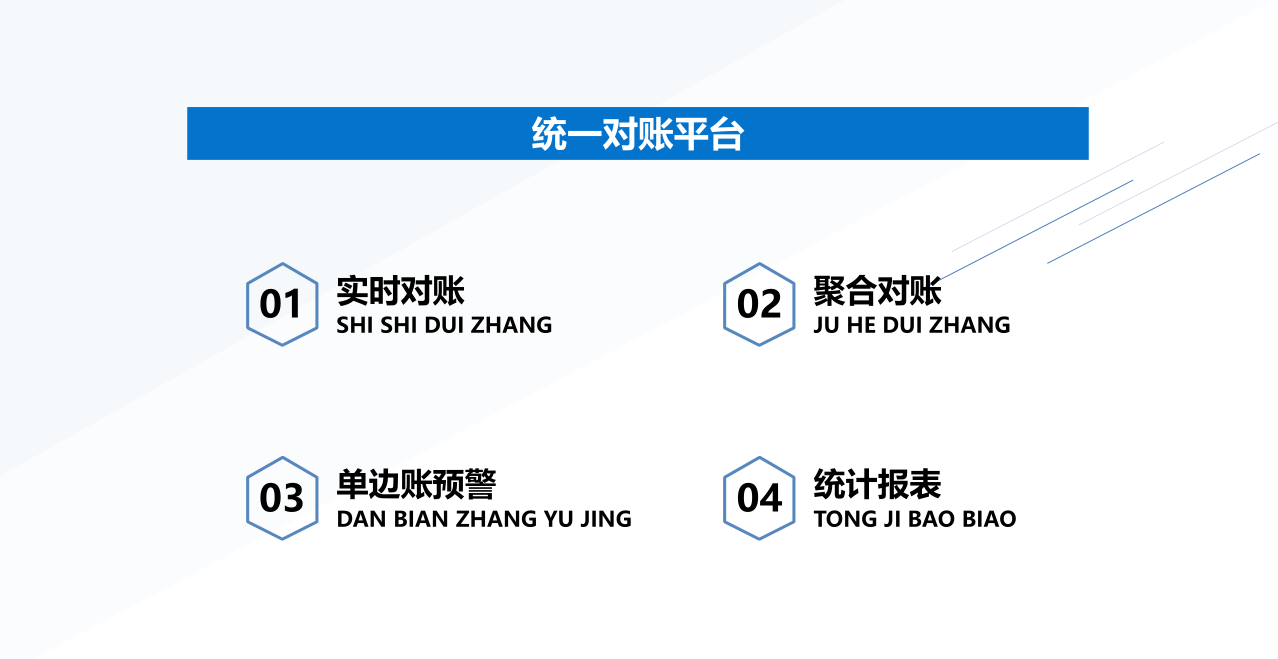 统一对账平台
01
实时对账
SHI SHI DUI ZHANG
02
聚合对账
JU HE DUI ZHANG
03
单边账预警
DAN BIAN ZHANG YU JING
04
统计报表
TONG JI BAO BIAO